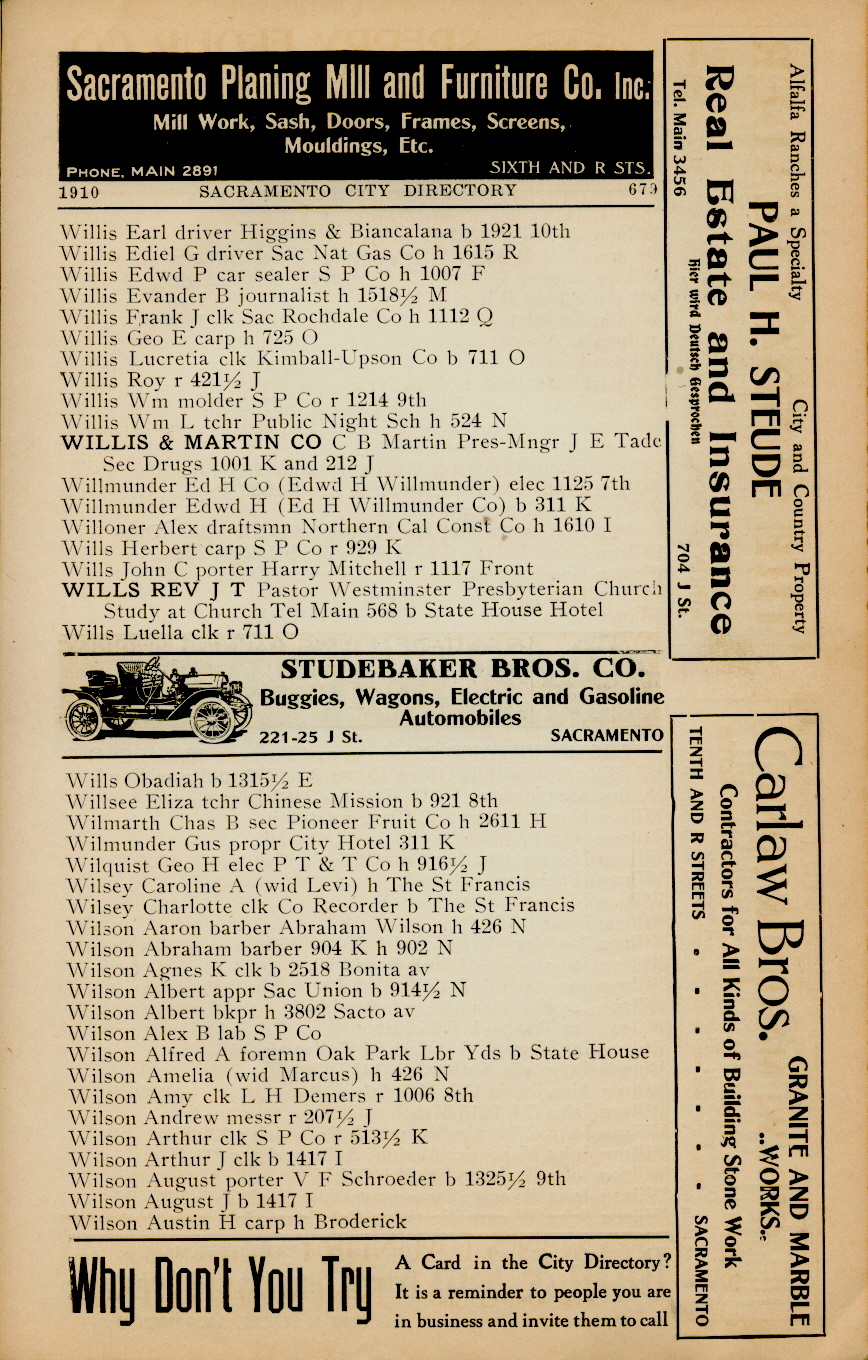 Sacramento Planing Mill and Furniture Co. Inc.
Mill Work, Sash, Doors, Frames, Screens,
Mouldings, Etc.
PHONE, MAIN 2891 SIXTH AND R STS.
1910 SACRAMENTO CITY DIRECTORY 679
Willis Earl driver Higgins & Biancalana b 1921 10th
Willis Ediel G driver Sac Nat Gas Co h 1615 R
Willis Edwd P car sealer S P Co h 1007 F
Willis Evander B journalist h 1518½ M
Willis Frank J clk Sac Rochdale Co h 1112 Q
Willis Geo E carp h 725 O
Willis Lucretia clk Kimball-Upson Co b 711 O
Willis Roy r 421½ J
Willis Wm molder S P Co r 1214 9th
Willis Wm L tchr Public Night Sch h 524 N
WILLIS & MARTIN CO C B Martin Pres-Mngr J E Tade
Sec Drugs 1001 K and 212 J
Willmunder Ed H Co (Edwd H Willmunder) elec 1125 7th
Willmunder Edwd H (Ed H Willmunder Co) b 311 K
Willoner Alex draftsmn Northern Cal Const Co h 1610 I
Wills Herbert carp S P Co r 929 K
Wills John C porter Harry Mitchell r 1117 Front
WILLS REV J T Pastor Westminster Presbyterian Church
Study at Church Tel Main 568 b State House Hotel
Wills Luella clk r 711 O
STUDEBAKER BROS. CO.
Buggies, Wagons, Electric and Gasoline
Automobiles
221-25 J St. SACRAMENTO
Wills Obadiah b 1315½ E
Willsee Eliza tchr Chinese Mission b 921 8th
Wilmarth Chas B sec Pioneer Fruit Co h 2611 H
Wilmunder Gus propr City Hotel 311 K
Wilquist Geo H elec P T & T Co h 916½ J
Wilsey Caroline A (wid Levi) h The St Francis
Wilsey Charlotte clk Co Recorder b The St Francis
Wilson Aaron barber Abraham Wilson h 426 N
Wilson Abraham barber 904 K h 902 N
Wilson Agnes K clk b 2518 Bonita av
Wilson Albert appr Sac Union b 914½ N
Wilson Albert bkpr h 3802 Sacto av
Wilson Alex B lab S P Co
Wilson Alfred A foremn Oak Park Lbr Yds b State House
Wilson Amelia (wid Marcus) h 426 N
Wilson Amy clk L H Demers r 1006 8th
Wilson Andrew messr r 207½ J
Wilson Arthur clk S P Co r 513½ K
Wilson Arthur J clk b 1417 I
Wilson August porter V F Schroeder b 1325½ 9th
Wilson August J b 1417 I
Wilson Austin H carp h Broderick
Why Don't You Try
A Card in the City Directory?
It is a reminder to people you are
in business and invite them to call
Alfalfa Ranches a Specialty City and Country Property
PAUL H. STEUDE
Real Estate and Insurance
Hier wird Deutsch Gesprochen
Tel. Main 3456 704 J St.
Carlaw Bros. GRANITE AND MARBLE
..WORKS..
Contractors for All Kinds of Building Stone Work
TENTH AND R STREETS - - - - - - - SACRAMENTO